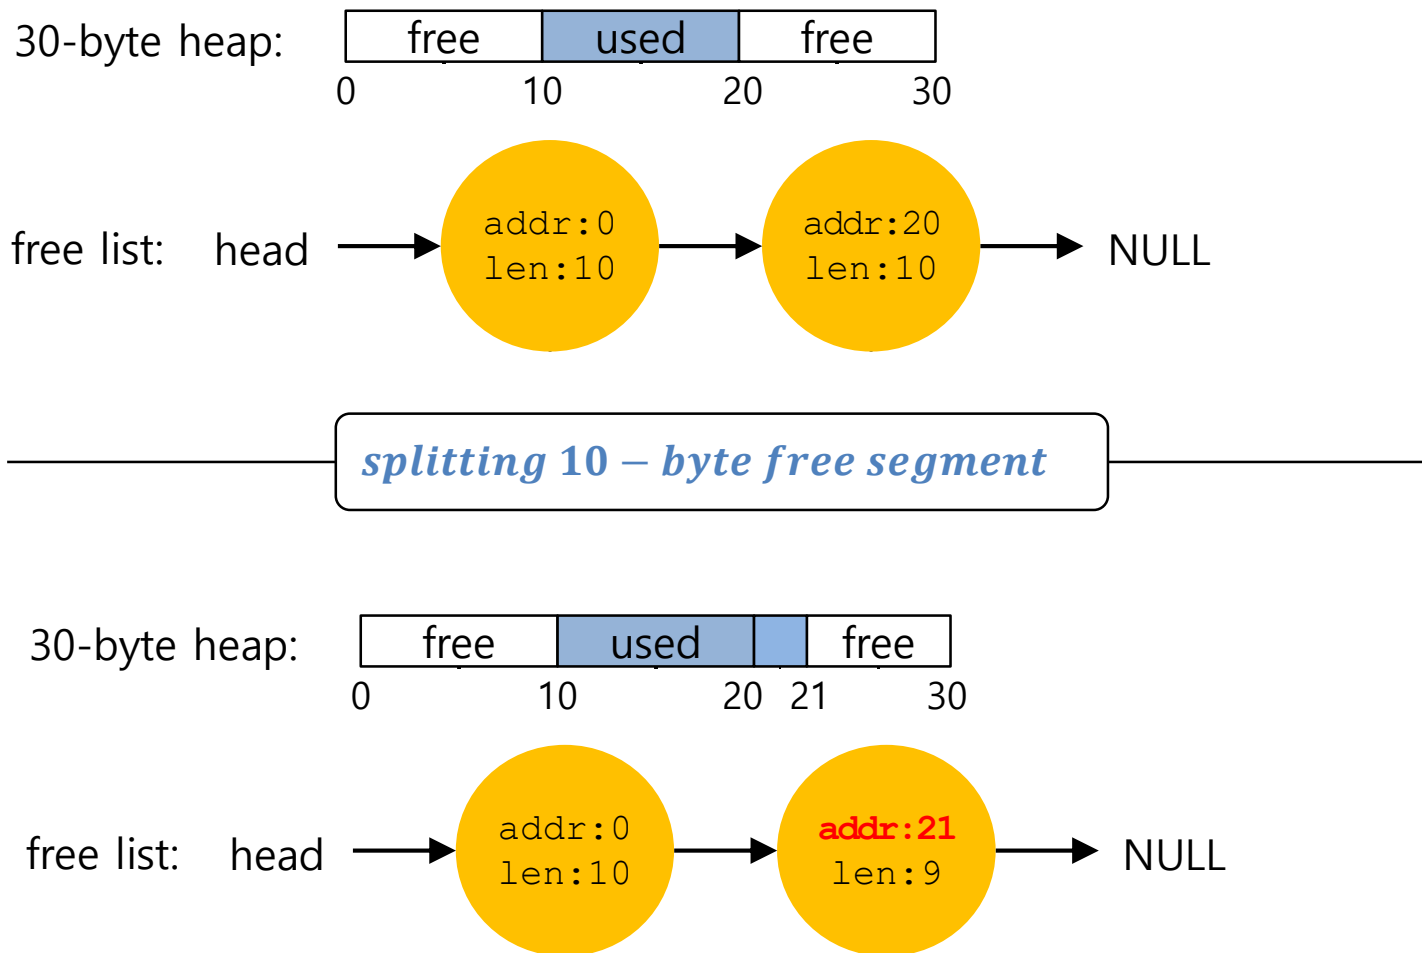 30-byte heap: free used free
0 10 20 30
addr:0 addr:20
free list: head len:10 len:10 NULL
splitting 10 − byte free segment
30-byte heap: free used free
0 10 20 21 30
addr:0 addr:21
free list: head len:10 len:9 NULL